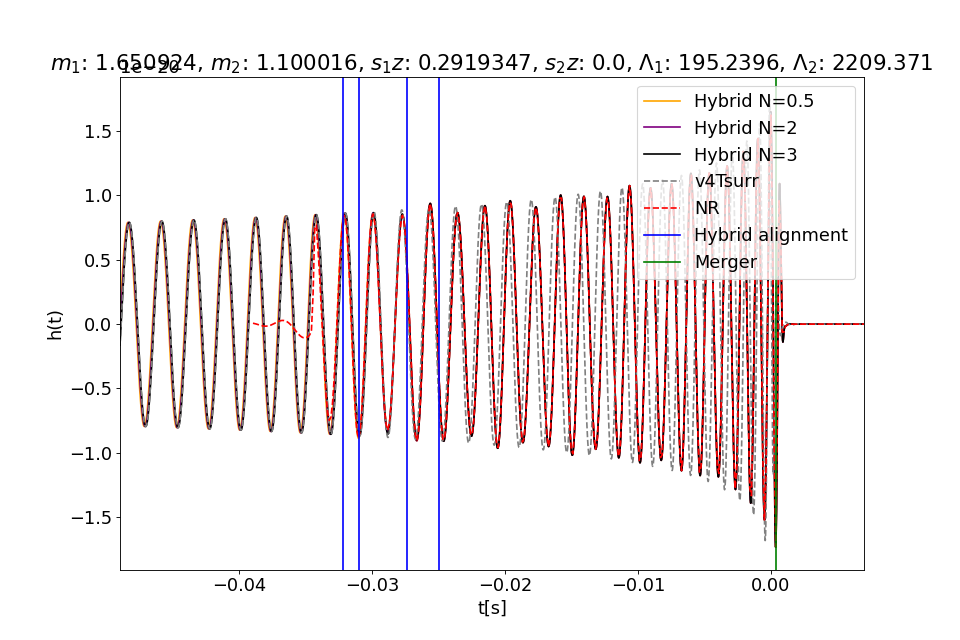 m₁: 1.650924, m₂: 1.100016, s₁z: 0.2919347, s₂z: 0.0, Λ₁: 195.2396, Λ₂: 2209.371
1e−20
Hybrid N=0.5
Hybrid N=2
Hybrid N=3
v4Tsurr
NR
Hybrid alignment
Merger
1.5
1.0
0.5
0.0
−0.5
−1.0
−1.5
h(t)
−0.04 −0.03 −0.02 −0.01 0.00
t[s]